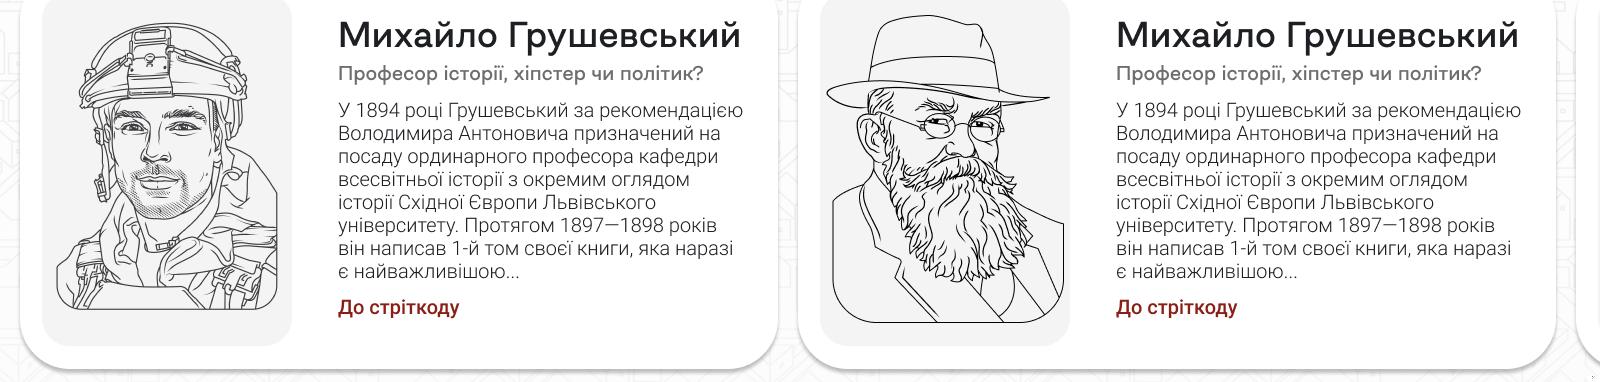 Михайло Грушевський
Професор історії, хіпстер чи політик?
У 1894 році Грушевський за рекомендацією
Володимира Антоновича призначений на
посаду ординарного професора кафедри
всесвітньої історії з окремим оглядом
історії Східної Європи Львівського
університету. Протягом 1897—1898 років
він написав 1-й том своєї книги, яка наразі
є найважливішою...
До стріткоду
Михайло Грушевський
Професор історії, хіпстер чи політик?
У 1894 році Грушевський за рекомендацією
Володимира Антоновича призначений на
посаду ординарного професора кафедри
всесвітньої історії з окремим оглядом
історії Східної Європи Львівського
університету. Протягом 1897—1898 років
він написав 1-й том своєї книги, яка наразі
є найважливішою...
До стріткоду